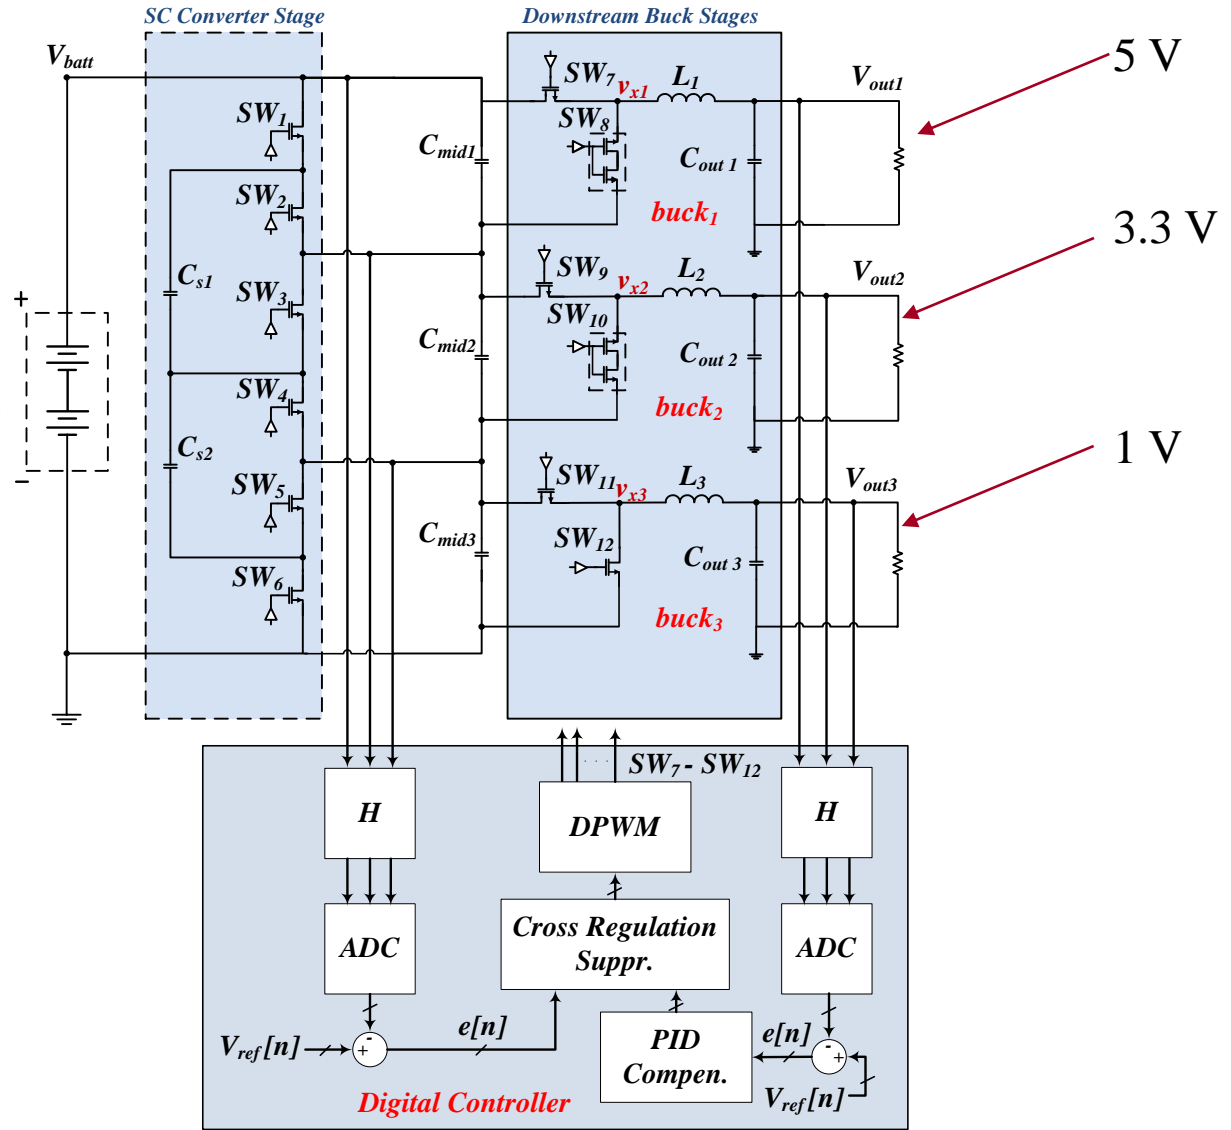 SC Converter Stage
Downstream Buck Stages
V_batt
SW_1
SW_2
C_s1
SW_3
SW_4
C_s2
SW_5
SW_6
+
−
C_mid1
C_mid2
C_mid3
SW_7
v_x1
L_1
V_out1
5 V
SW_8
C_out 1
buck_1
SW_9
v_x2
L_2
V_out2
3.3 V
SW_10
C_out 2
buck_2
SW_11
v_x3
L_3
V_out3
1 V
SW_12
C_out 3
buck_3
SW_7 - SW_12
. . . .
H
DPWM
H
ADC
Cross Regulation
Suppr.
ADC
V_ref[n]
+
-
e[n]
PID
Compen.
e[n]
-
+
V_ref[n]
Digital Controller